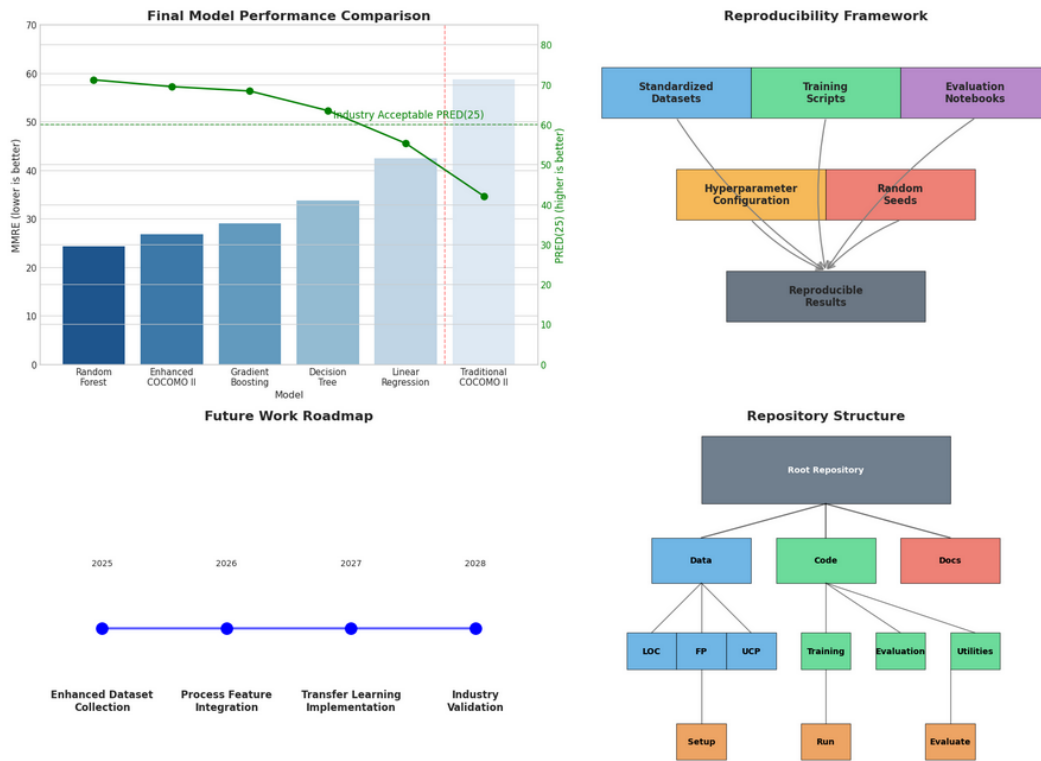 Final Model Performance Comparison
70
60
50
40
30
20
10
0
MMRE (lower is better)
80
70
60
50
40
30
20
10
0
PRED(25) (higher is better)
Industry Acceptable PRED(25)
Random
Forest
Enhanced
COCOMO II
Gradient
Boosting
Decision
Tree
Linear
Regression
Traditional
COCOMO II
Model
Reproducibility Framework
Standardized
Datasets
Training
Scripts
Evaluation
Notebooks
Hyperparameter
Configuration
Random
Seeds
Reproducible
Results
Future Work Roadmap
2025
2026
2027
2028
Enhanced Dataset
Collection
Process Feature
Integration
Transfer Learning
Implementation
Industry
Validation
Repository Structure
Root Repository
Data
Code
Docs
LOC
FP
UCP
Training
Evaluation
Utilities
Setup
Run
Evaluate